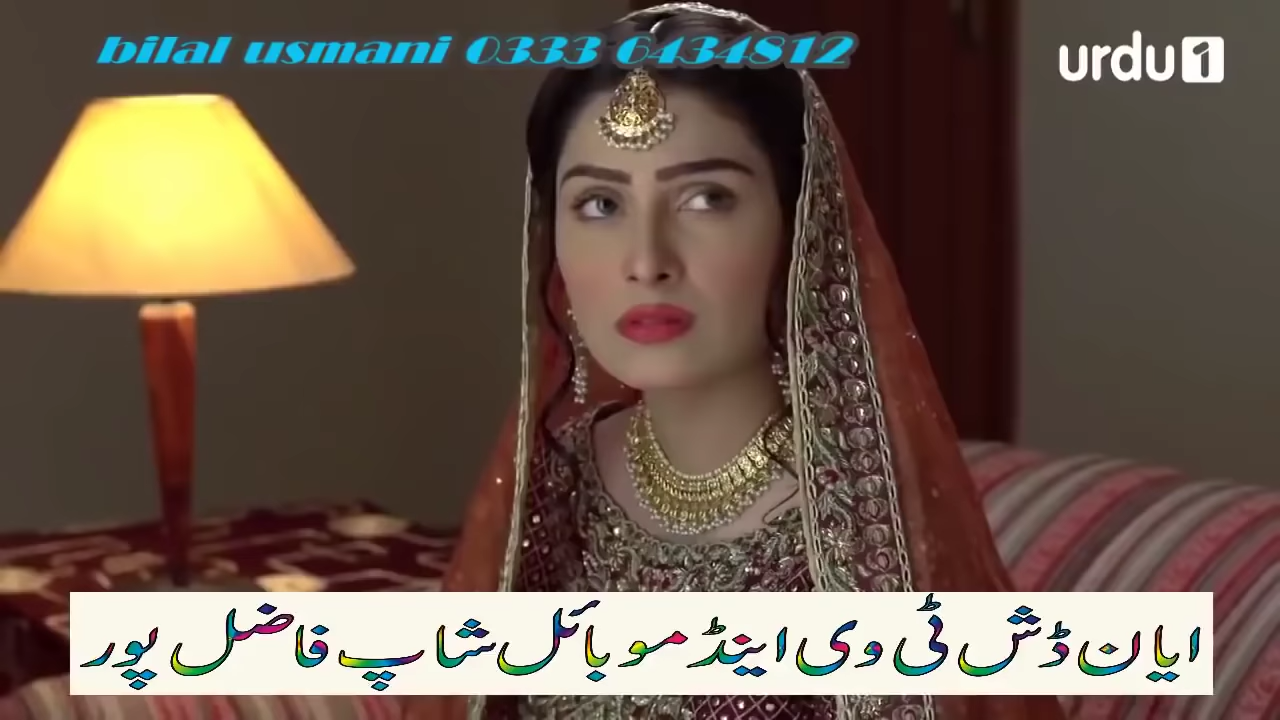 bilal usmani 0333 6434812
urdu1
ایان ڈش ٹی وی اینڈ موبائل شاپ فاضل پور